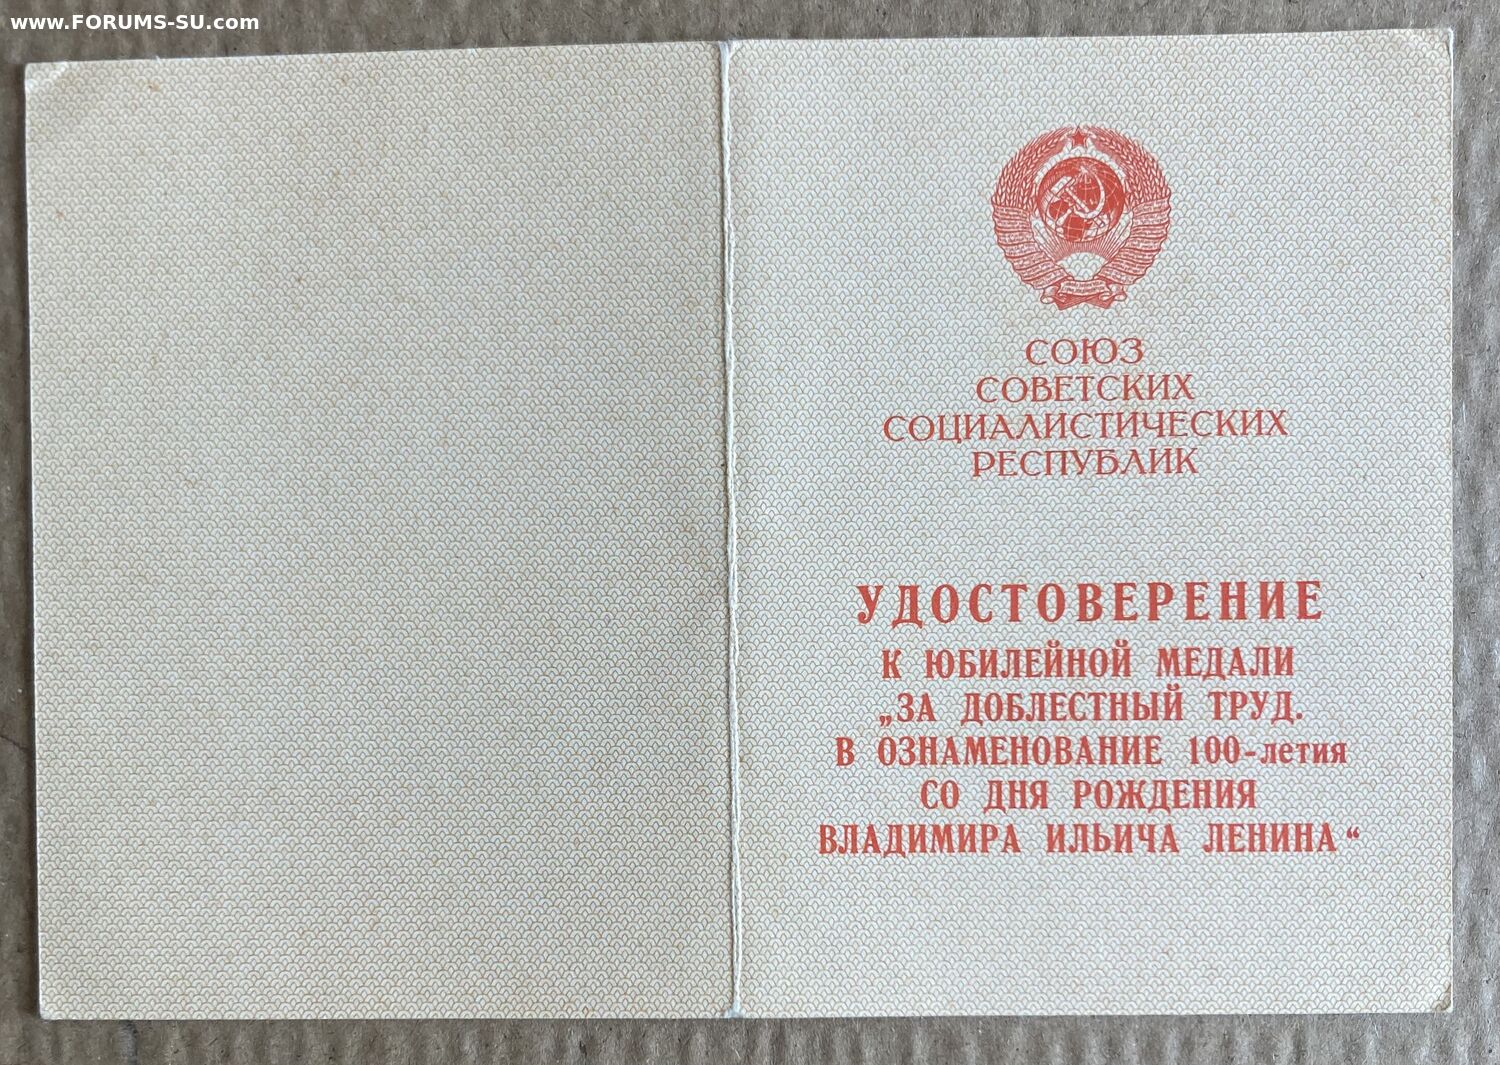 www.FORUMS-SU.com
СОЮЗ
СОВЕТСКИХ
СОЦИАЛИСТИЧЕСКИХ
РЕСПУБЛИК
УДОСТОВЕРЕНИЕ
К ЮБИЛЕЙНОЙ МЕДАЛИ
„ЗА ДОБЛЕСТНЫЙ ТРУД.
В ОЗНАМЕНОВАНИЕ 100-летия
СО ДНЯ РОЖДЕНИЯ
ВЛАДИМИРА ИЛЬИЧА ЛЕНИНА“